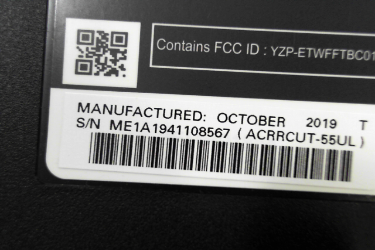 Contains FCC ID : YZP-ETWFFTBC01
MANUFACTURED: OCTOBER 2019 T
S/N ME1A1941108567 ( ACRRCUT-55UL )